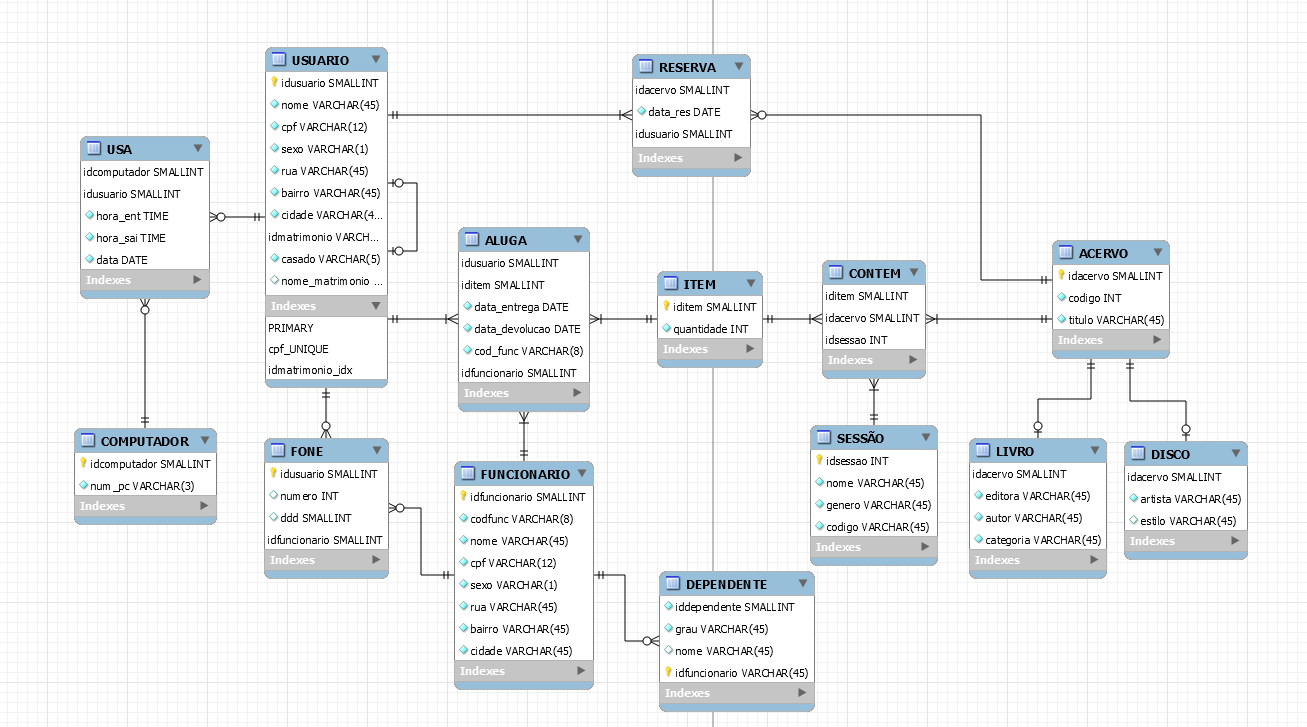 USUARIO
idusuario SMALLINT
nome VARCHAR(45)
cpf VARCHAR(12)
sexo VARCHAR(1)
rua VARCHAR(45)
bairro VARCHAR(45)
cidade VARCHAR(4...
idmatrimonio VARCH...
casado VARCHAR(5)
nome_matrimonio ...
Indexes
PRIMARY
cpf_UNIQUE
idmatrimonio_idx
RESERVA
idacervo SMALLINT
data_res DATE
idusuario SMALLINT
Indexes
USA
idcomputador SMALLINT
idusuario SMALLINT
hora_ent TIME
hora_sai TIME
data DATE
Indexes
ALUGA
idusuario SMALLINT
iditem SMALLINT
data_entrega DATE
data_devolucao DATE
cod_func VARCHAR(8)
idfuncionario SMALLINT
Indexes
ITEM
iditem SMALLINT
quantidade INT
Indexes
CONTEM
iditem SMALLINT
idacervo SMALLINT
idsessao INT
Indexes
ACERVO
idacervo SMALLINT
codigo INT
titulo VARCHAR(45)
Indexes
COMPUTADOR
idcomputador SMALLINT
num_pc VARCHAR(3)
Indexes
FONE
idusuario SMALLINT
numero INT
ddd SMALLINT
idfuncionario SMALLINT
Indexes
FUNCIONARIO
idfuncionario SMALLINT
codfunc VARCHAR(8)
nome VARCHAR(45)
cpf VARCHAR(12)
sexo VARCHAR(1)
rua VARCHAR(45)
bairro VARCHAR(45)
cidade VARCHAR(45)
Indexes
SESSÃO
idsessao INT
nome VARCHAR(45)
genero VARCHAR(45)
codigo VARCHAR(45)
Indexes
LIVRO
idacervo SMALLINT
editora VARCHAR(45)
autor VARCHAR(45)
categoria VARCHAR(45)
Indexes
DISCO
idacervo SMALLINT
artista VARCHAR(45)
estilo VARCHAR(45)
Indexes
DEPENDENTE
iddependente SMALLINT
grau VARCHAR(45)
nome VARCHAR(45)
idfuncionario VARCHAR(45)
Indexes